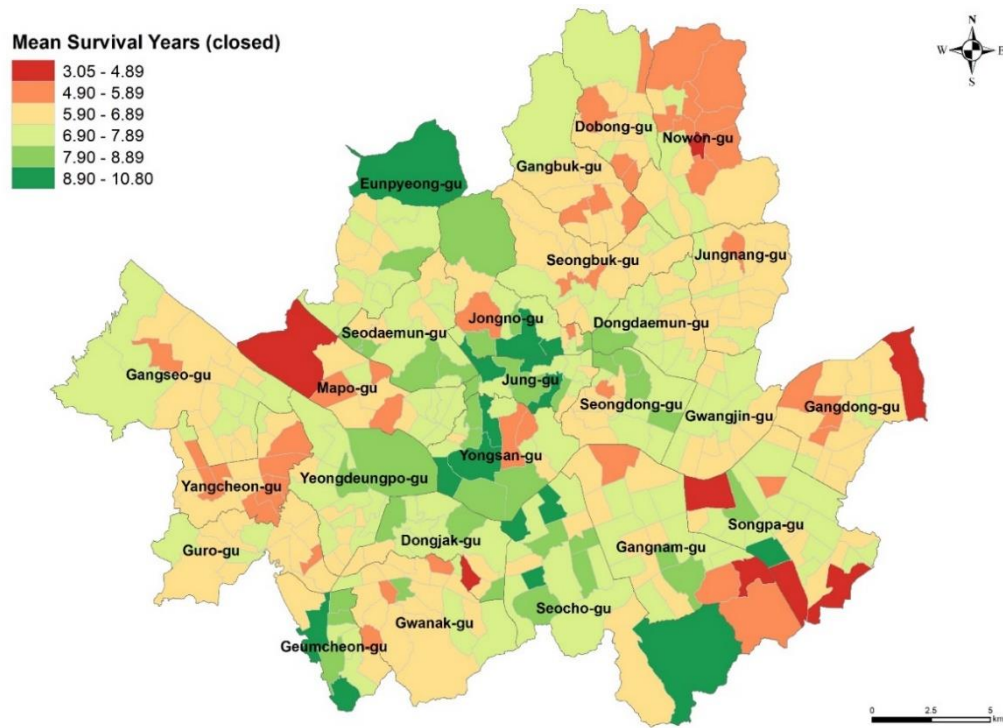 Mean Survival Years (closed)
3.05 - 4.89
4.90 - 5.89
5.90 - 6.89
6.90 - 7.89
7.90 - 8.89
8.90 - 10.80
N
W E
S
Dobong-gu
Nowon-gu
Gangbuk-gu
Eunpyeong-gu
Jungnang-gu
Seongbuk-gu
Jongno-gu
Dongdaemun-gu
Seodaemun-gu
Gangseo-gu
Mapo-gu
Jung-gu
Seongdong-gu
Gwangjin-gu
Gangdong-gu
Yongsan-gu
Yangcheon-gu
Yeongdeungpo-gu
Songpa-gu
Dongjak-gu
Guro-gu
Gangnam-gu
Seocho-gu
Gwanak-gu
Geumcheon-gu
0 2.5 5
km